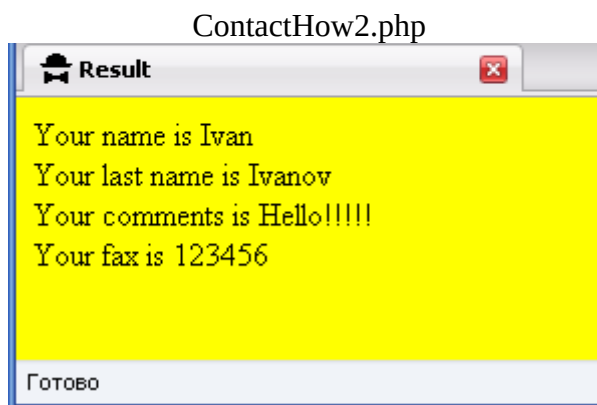 ContactHow2.php
Result
Your name is Ivan
Your last name is Ivanov
Your comments is Hello!!!!!
Your fax is 123456
Готово